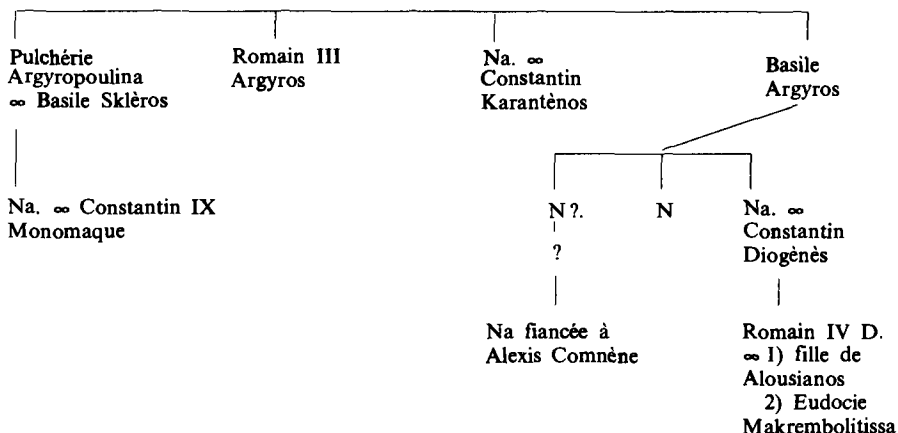 Pulchérie
Argyropoulina
∞ Basile Sklèros
Romain III
Argyros
Na. ∞
Constantin
Karantènos
Basile
Argyros
Na. ∞ Constantin IX
Monomaque
N ?.
?
N
Na. ∞
Constantin
Diogènès
Na fiancée à
Alexis Comnène
Romain IV D.
∞ 1) fille de
Alousianos
2) Eudocie
Makrembolitissa